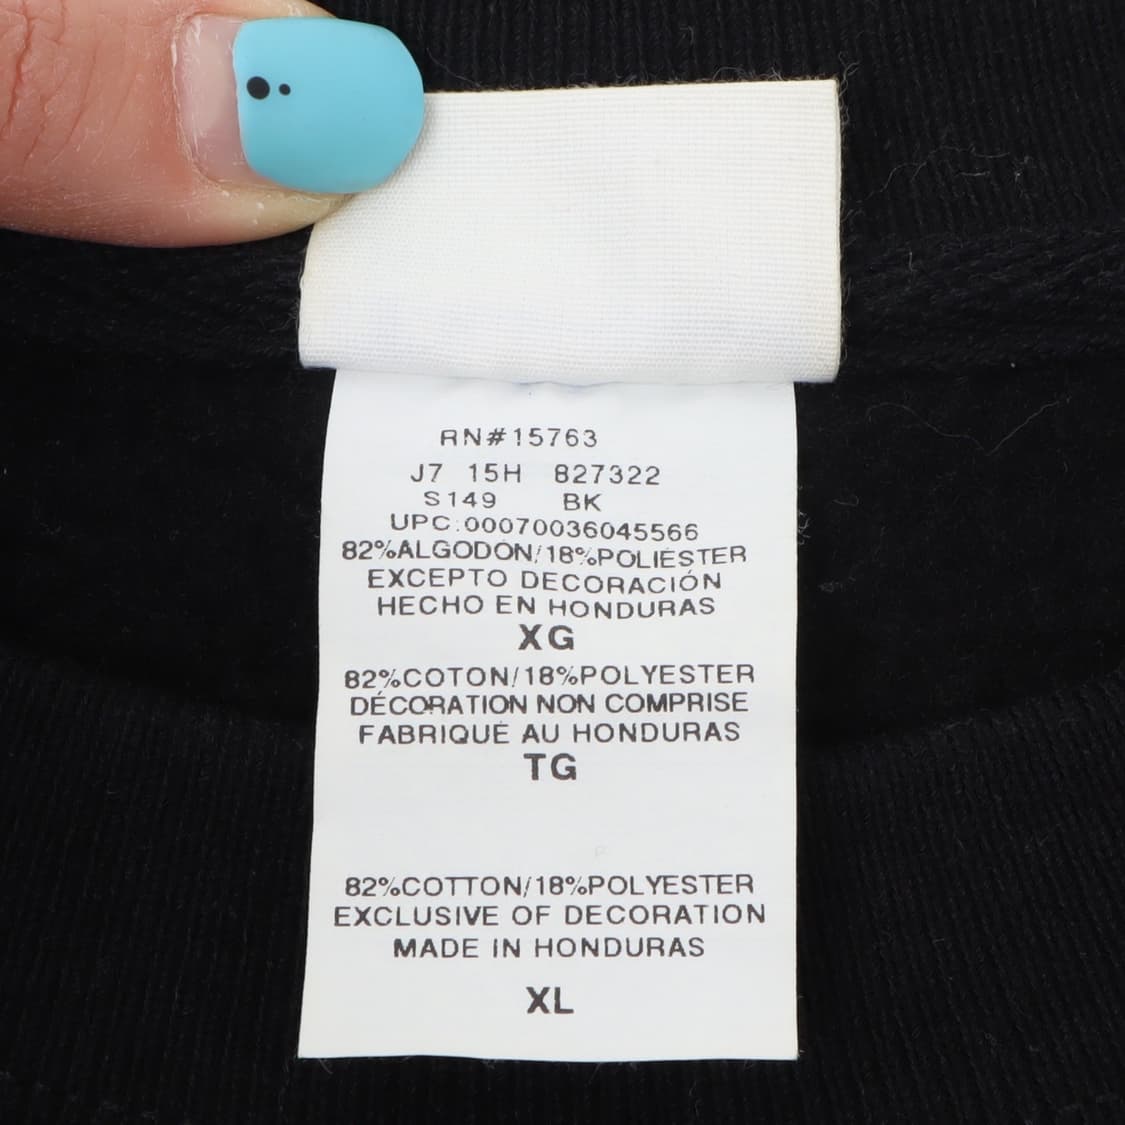 RN#15763
J7 15H 827322
S149 BK
UPC:00070036045566
82%ALGODÓN/18%POLIÉSTER
EXCEPTO DECORACIÓN
HECHO EN HONDURAS
XG
82%COTON/18%POLYESTER
DÉCORATION NON COMPRISE
FABRIQUÉ AU HONDURAS
TG
82%COTTON/18%POLYESTER
EXCLUSIVE OF DECORATION
MADE IN HONDURAS
XL